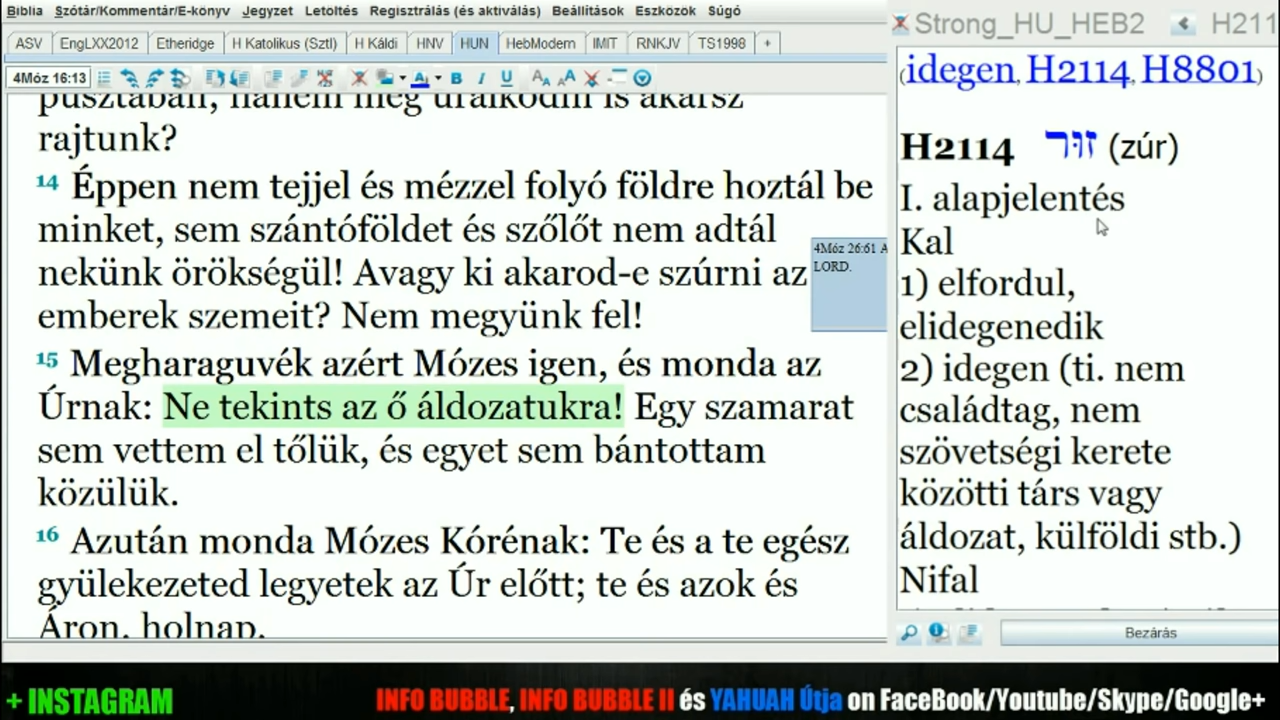 Biblia Szótár/Kommentár/E-könyv Jegyzet Letöltés Regisztrálás (és aktiválás) Beállítások Eszközök Súgó
ASV EngLXX2012 Etheridge H Katolikus (Sztl) H Káldi HNV HUN HebModern IMIT RNKJV TS1998 +
4Móz 16:13
pusztában, hanem még uralkodni is akarsz
rajtunk?
14 Éppen nem tejjel és mézzel folyó földre hoztál be
minket, sem szántóföldet és szőlőt nem adtál
nekünk örökségül! Avagy ki akarod-e szúrni az
emberek szemeit? Nem megyünk fel!
15 Megharaguvék azért Mózes igen, és monda az
Úrnak: Ne tekints az ő áldozatukra! Egy szamarat
sem vettem el tőlük, és egyet sem bántottam
közülük.
16 Azután monda Mózes Kórénak: Te és a te egész
gyülekezeted legyetek az Úr előtt; te és azok és
Áron, holnap.
4Móz 26:61 A
LORD.
Strong_HU_HEB2 H211
(idegen, H2114, H8801)
H2114 זוּר (zúr)
I. alapjelentés
Kal
1) elfordul,
elidegenedik
2) idegen (ti. nem
családtag, nem
szövetségi kerete
közötti társ vagy
áldozat, külföldi stb.)
Nifal
Bezárás
+ INSTAGRAM
INFO BUBBLE, INFO BUBBLE II és YAHUAH Útja on FaceBook/Youtube/Skype/Google+